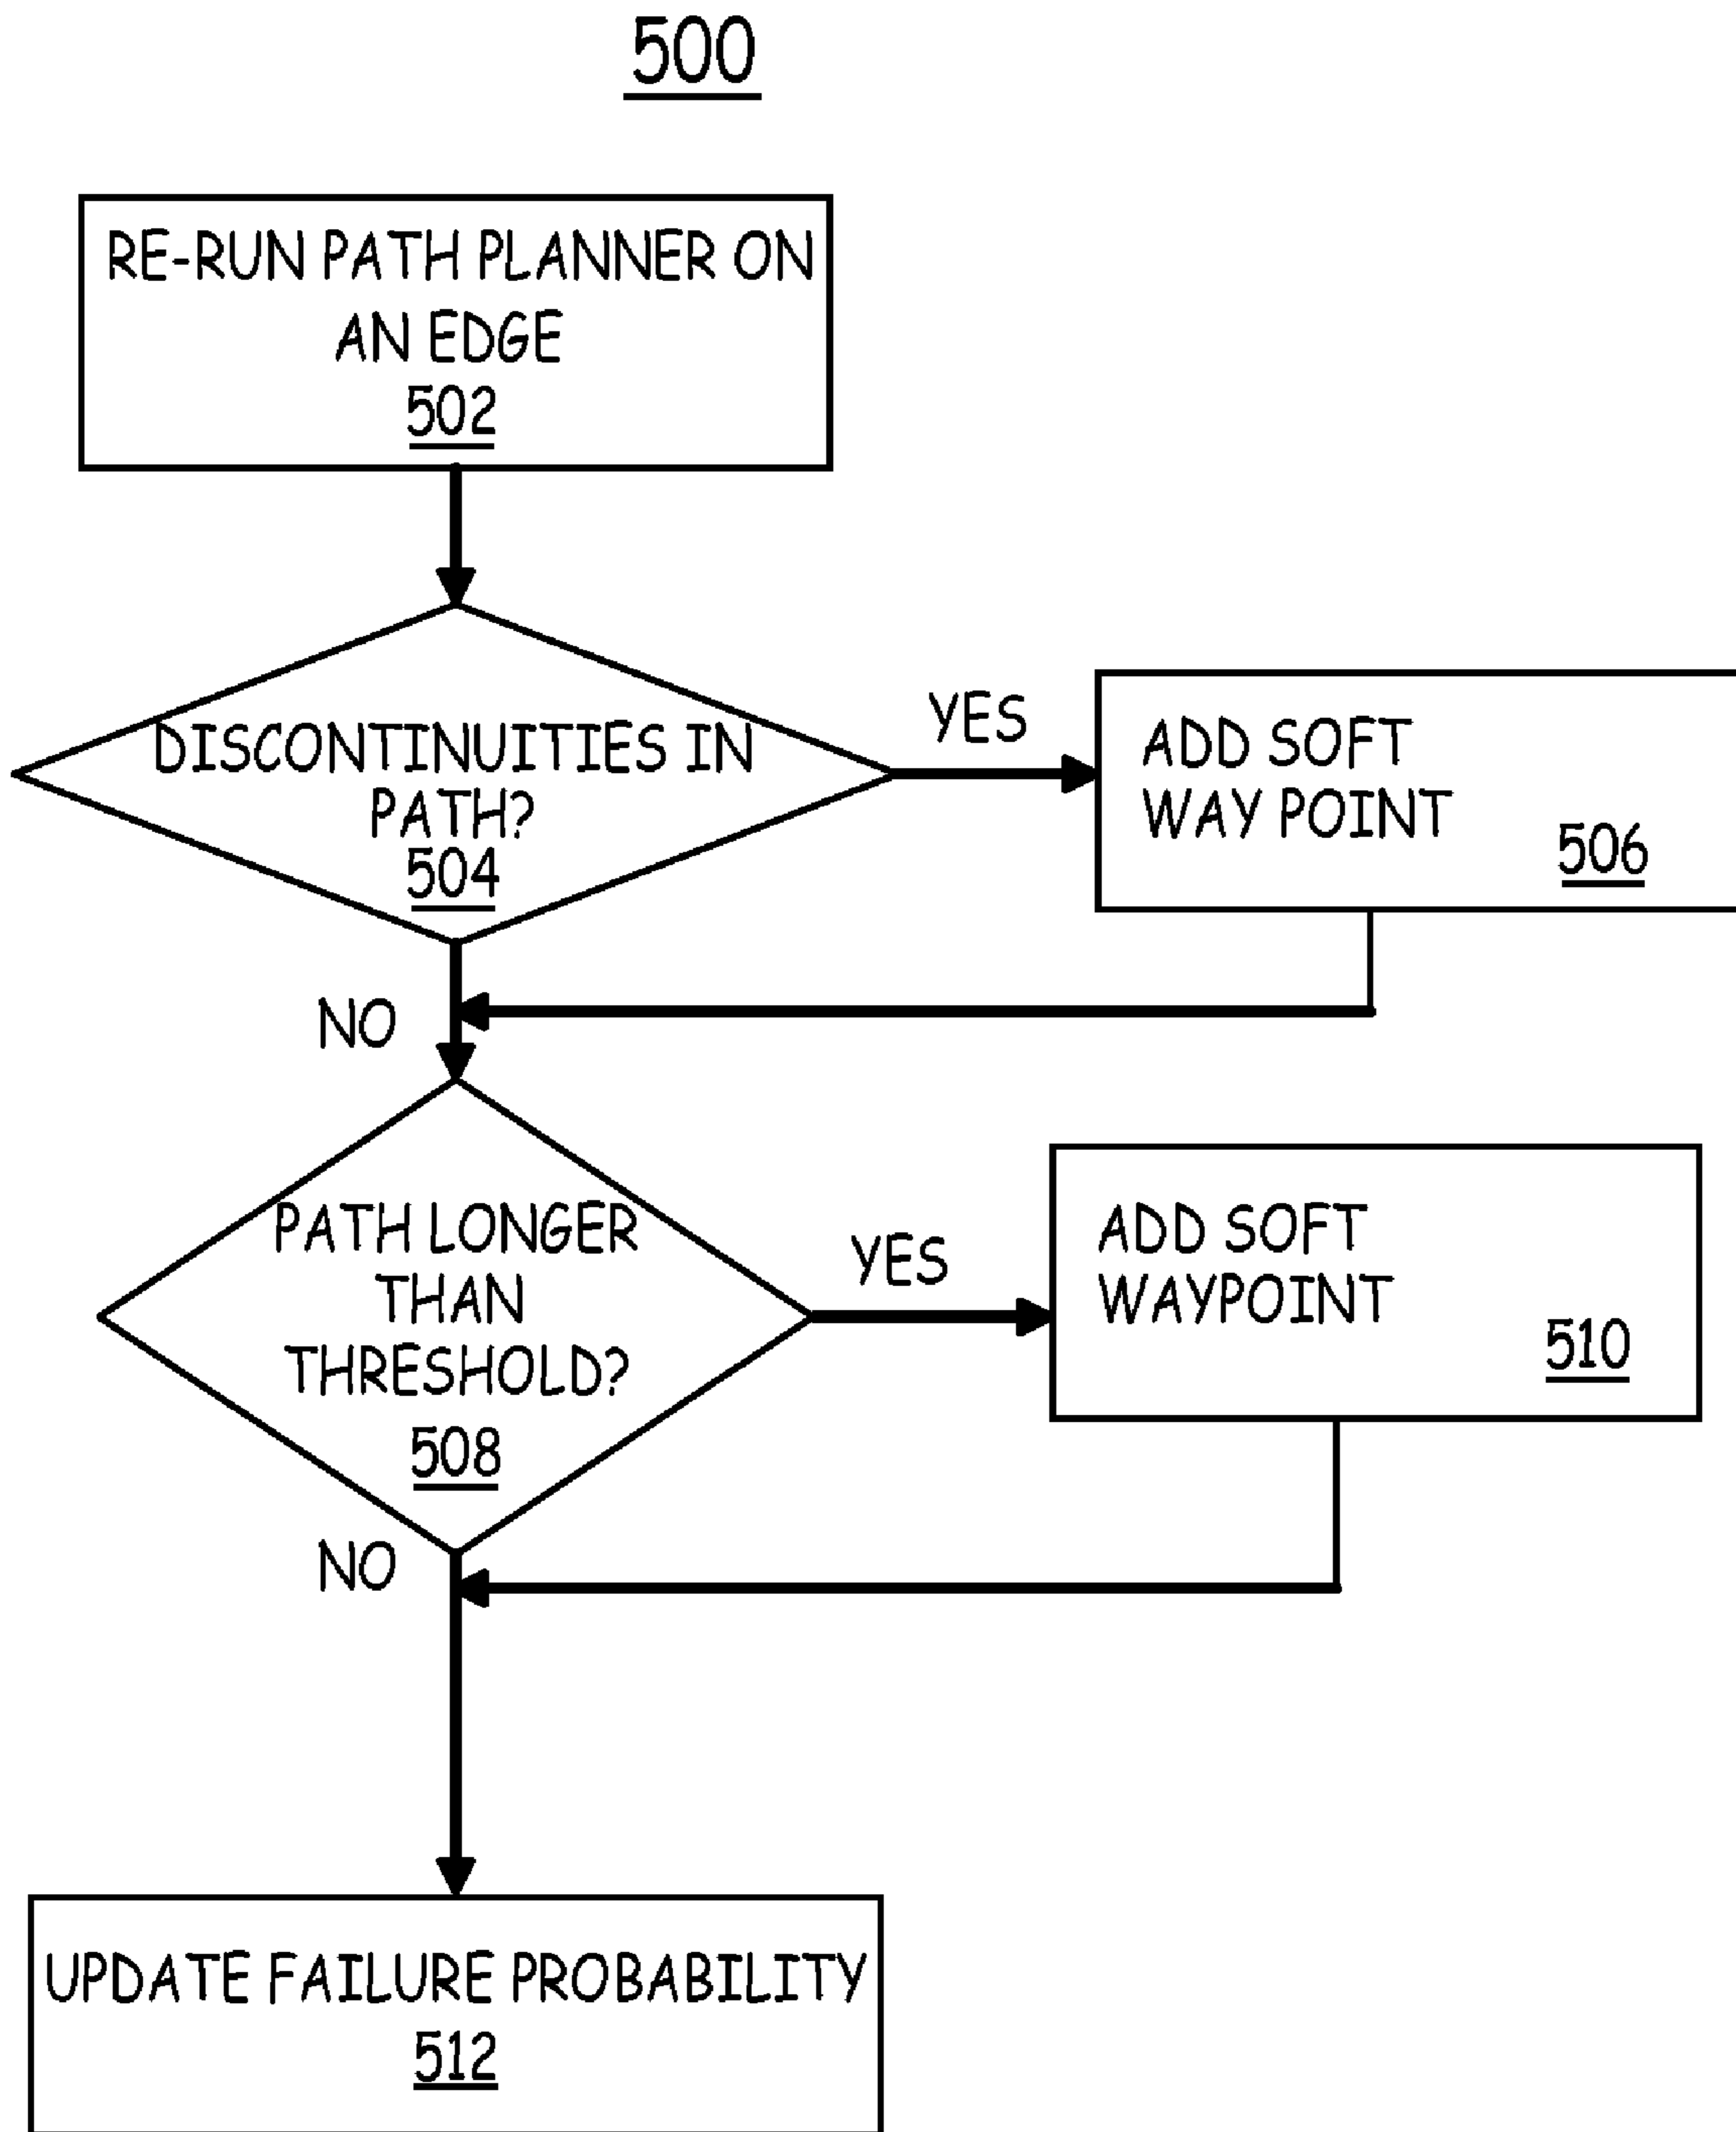 500
RE-RUN PATH PLANNER ON
AN EDGE
502
DISCONTINUITIES IN
PATH?
504
YES
ADD SOFT
WAY POINT
506
NO
PATH LONGER
THAN
THRESHOLD?
508
YES
ADD SOFT
WAYPOINT
510
NO
UPDATE FAILURE PROBABILITY
512